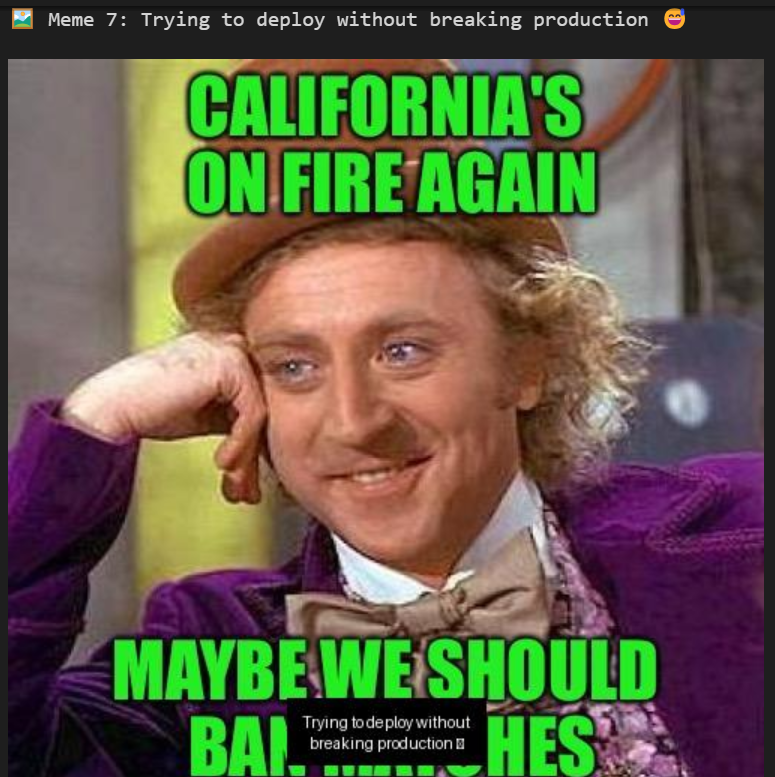 🖼️ Meme 7: Trying to deploy without breaking production 😅
CALIFORNIA'S
ON FIRE AGAIN
MAYBE WE SHOULD
BAN
Trying to deploy without
breaking production